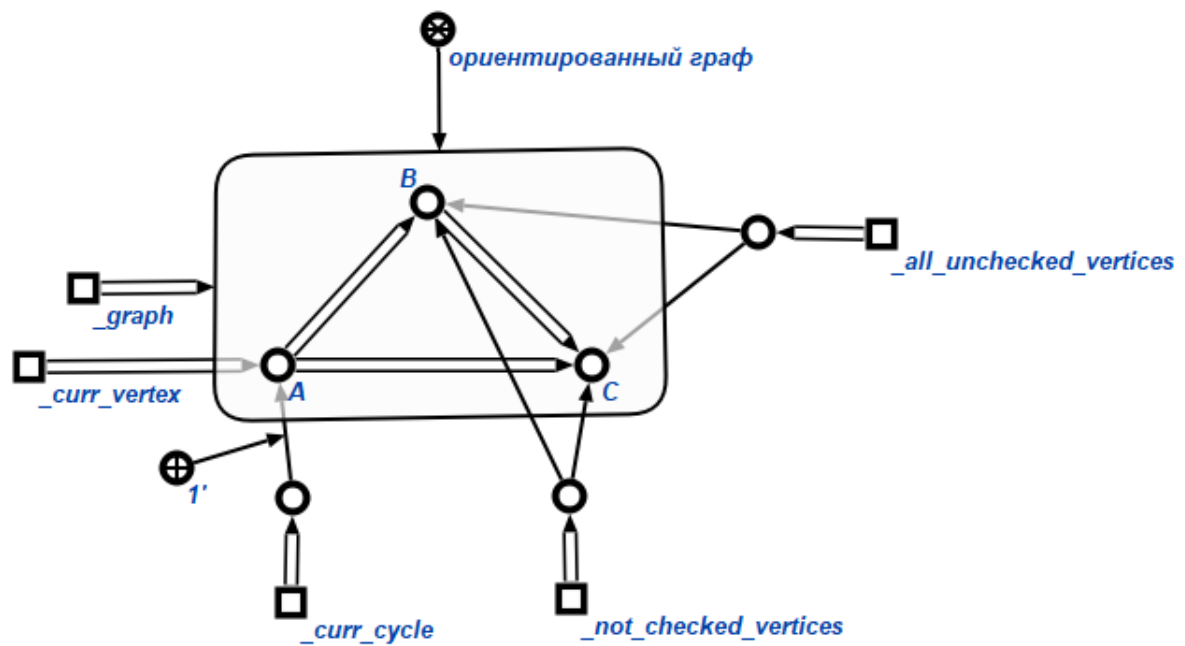 ориентированный граф
B
_all_unchecked_vertices
_graph
_curr_vertex
A
C
1'
_curr_cycle
_not_checked_vertices